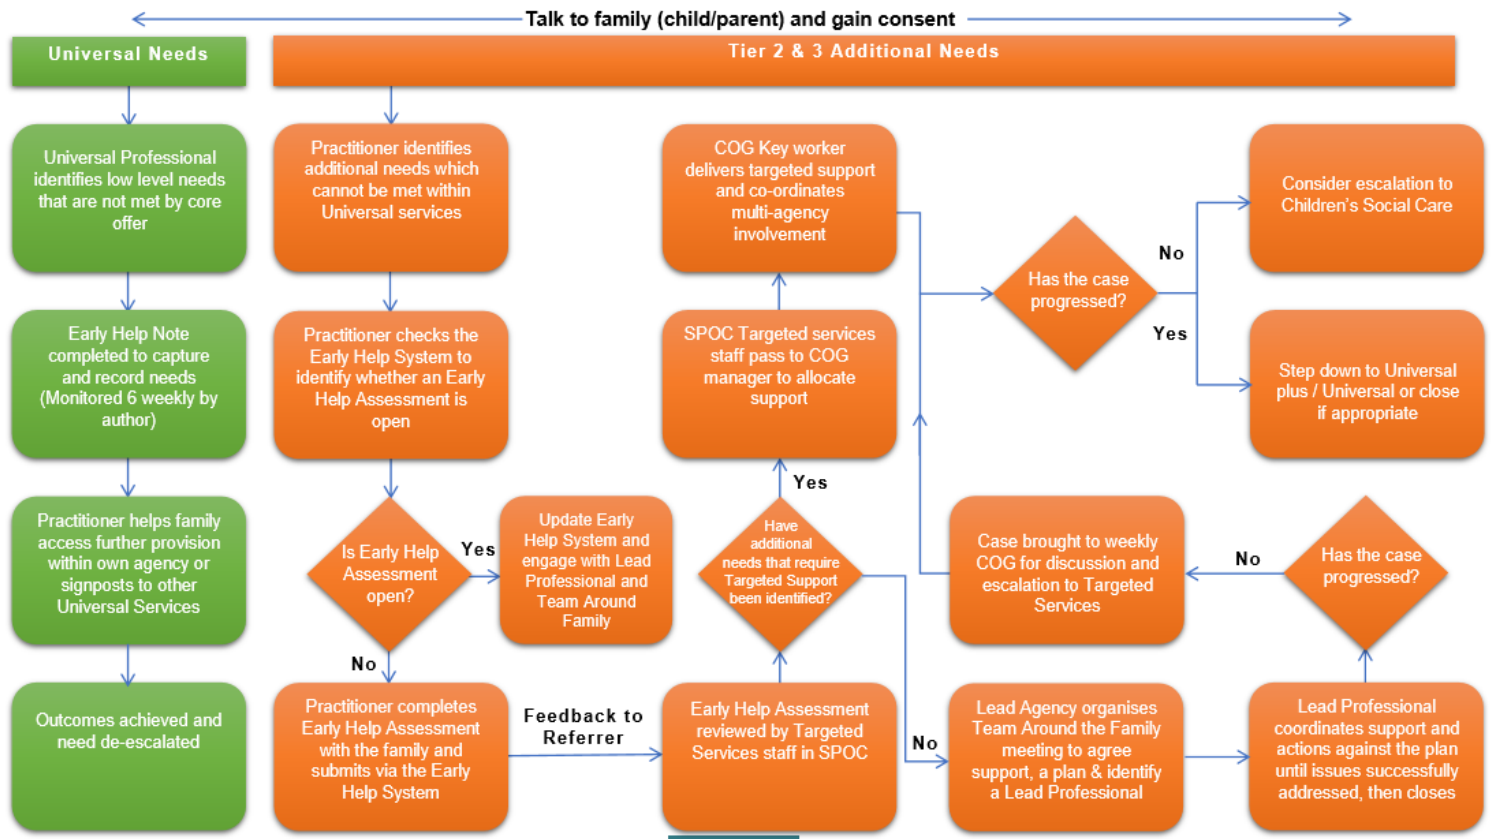 Talk to family (child/parent) and gain consent
Universal Needs
Tier 2 & 3 Additional Needs
Universal Professional
identifies low level needs
that are not met by core
offer
Early Help Note
completed to capture
and record needs
(Monitored 6 weekly by
author)
Practitioner helps family
access further provision
within own agency or
signposts to other
Universal Services
Outcomes achieved and
need de-escalated
Practitioner identifies
additional needs which
cannot be met within
Universal services
Practitioner checks the
Early Help System to
identify whether an Early
Help Assessment is
open
Is Early Help
Assessment
open?
Yes
Update Early
Help System and
engage with Lead
Professional and
Team Around
Family
No
Practitioner completes
Early Help Assessment
with the family and
submits via the Early
Help System
Feedback to
Referrer
Early Help Assessment
reviewed by Targeted
Services staff in SPOC
Have
additional
needs that require
Targeted Support
been identified?
Yes
SPOC Targeted services
staff pass to COG
manager to allocate
support
COG Key worker
delivers targeted support
and co-ordinates
multi-agency
involvement
No
Lead Agency organises
Team Around the Family
meeting to agree
support, a plan & identify
a Lead Professional
Lead Professional
coordinates support and
actions against the plan
until issues successfully
addressed, then closes
Has the case
progressed?
No
Case brought to weekly
COG for discussion and
escalation to Targeted
Services
Has the case
progressed?
No
Consider escalation to
Children's Social Care
Yes
Step down to Universal
plus / Universal or close
if appropriate